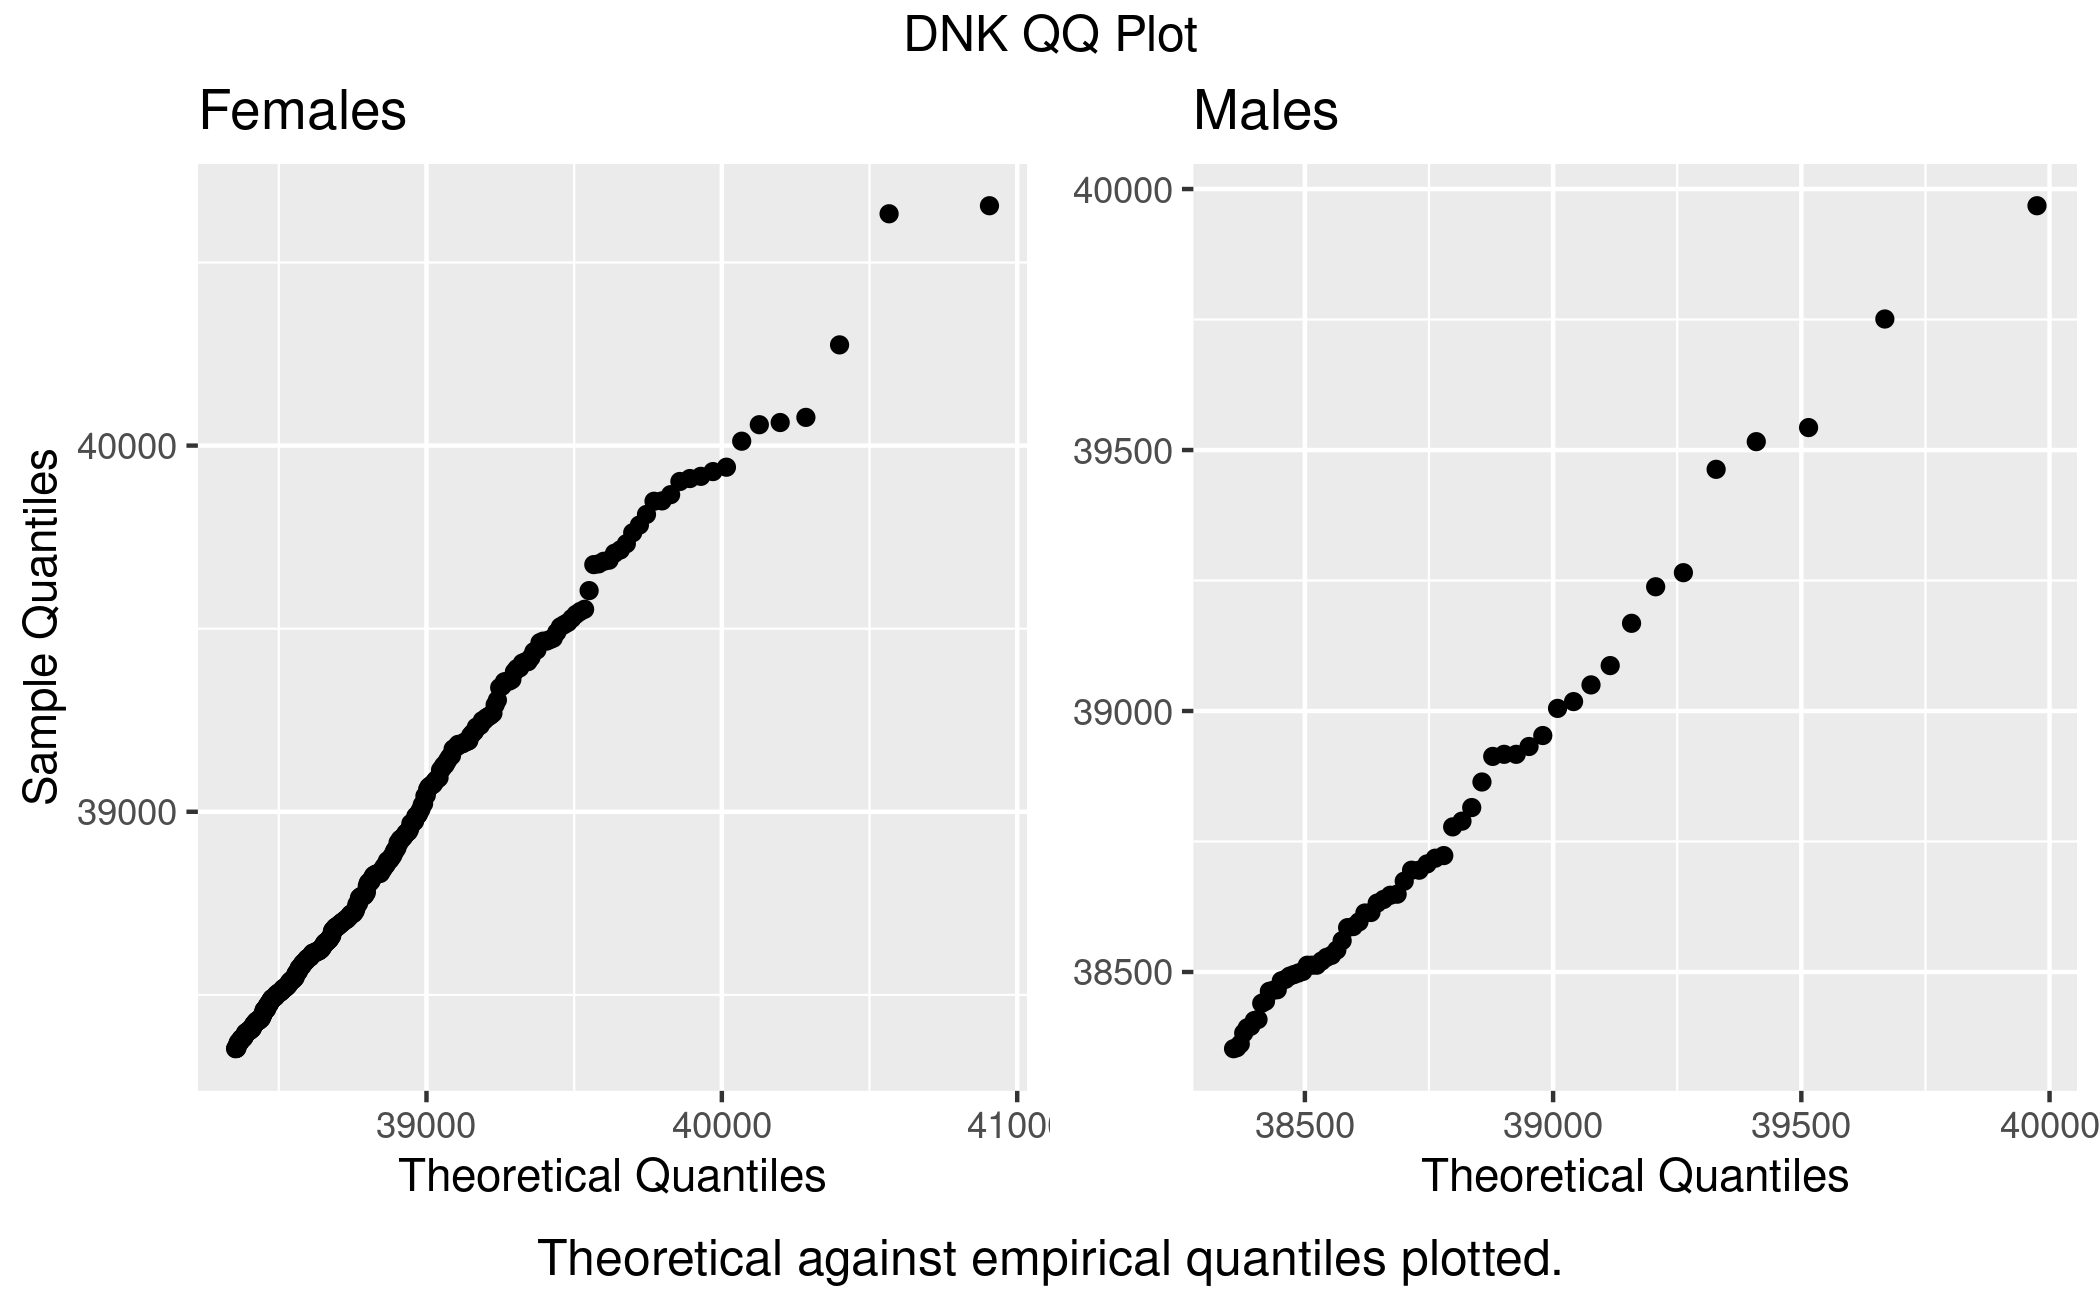 DNK QQ Plot
Females
Males
Sample Quantiles
40000
39000
39000
40000
4100
Theoretical Quantiles
40000
39500
39000
38500
38500
39000
39500
40000
Theoretical Quantiles
Theoretical against empirical quantiles plotted.